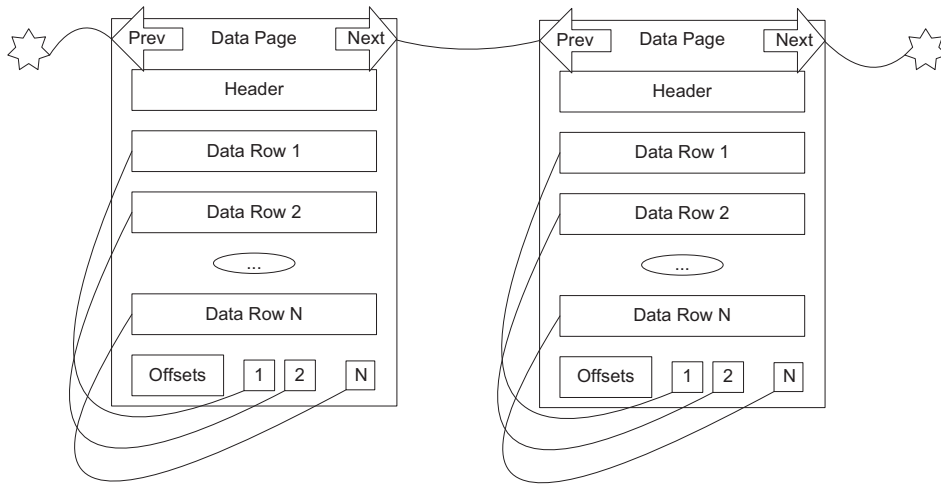 Prev Data Page Next
Header
Data Row 1
Data Row 2
...
Data Row N
Offsets 1 2 N
Prev Data Page Next
Header
Data Row 1
Data Row 2
...
Data Row N
Offsets 1 2 N